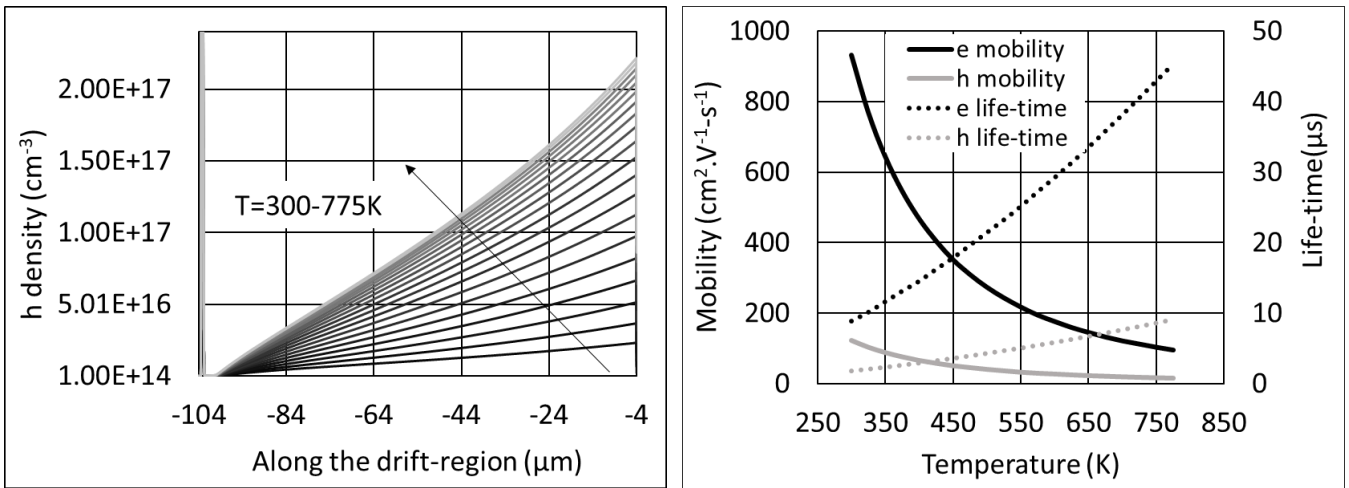 h density (cm-3)
2.00E+17
1.50E+17
1.00E+17
5.01E+16
1.00E+14
T=300-775K
-104 -84 -64 -44 -24 -4
Along the drift-region (μm)
Mobility (cm2.V-1-s-1)
1000
800
600
400
200
0
e mobility
h mobility
e life-time
h life-time
50
40
30
20
10
0
Life-time(μs)
250 350 450 550 650 750 850
Temperature (K)